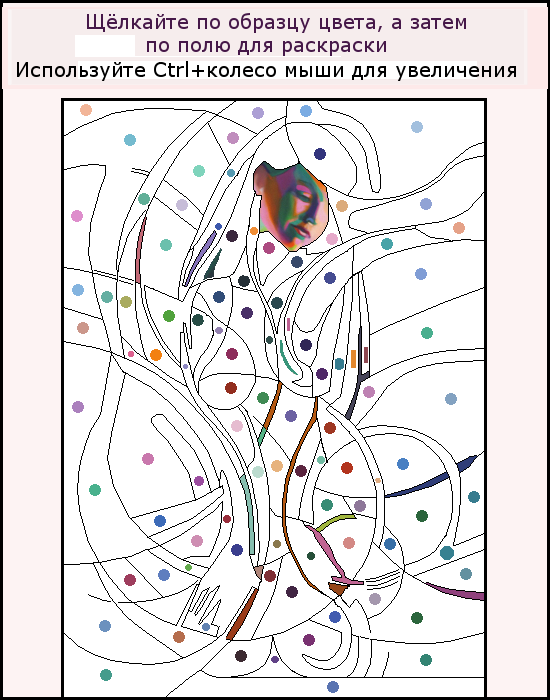 Щёлкайте по образцу цвета, а затем
по полю для раскраски
Используйте Ctrl+колесо мыши для увеличения